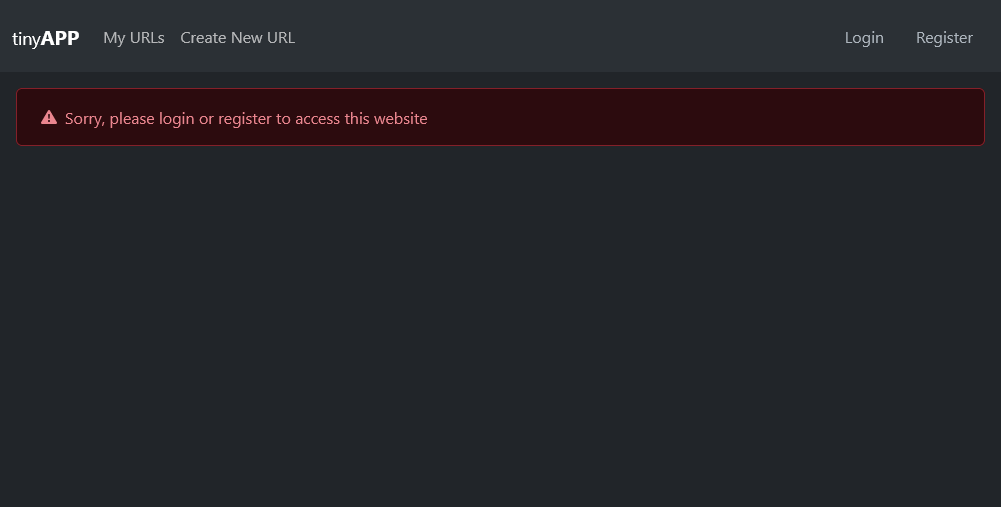 tinyAPP My URLs Create New URL Login Register
Sorry, please login or register to access this website